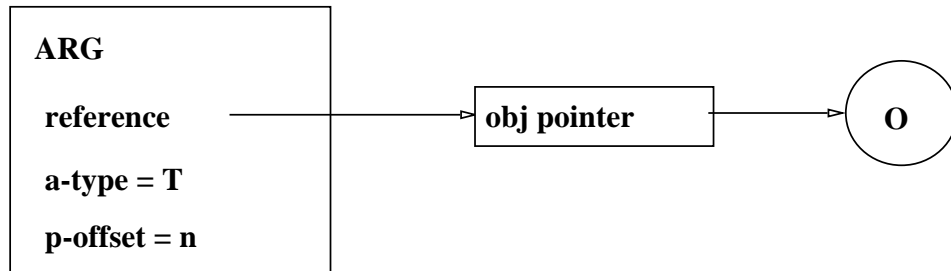 ARG
reference
obj pointer
O
a-type = T
p-offset = n